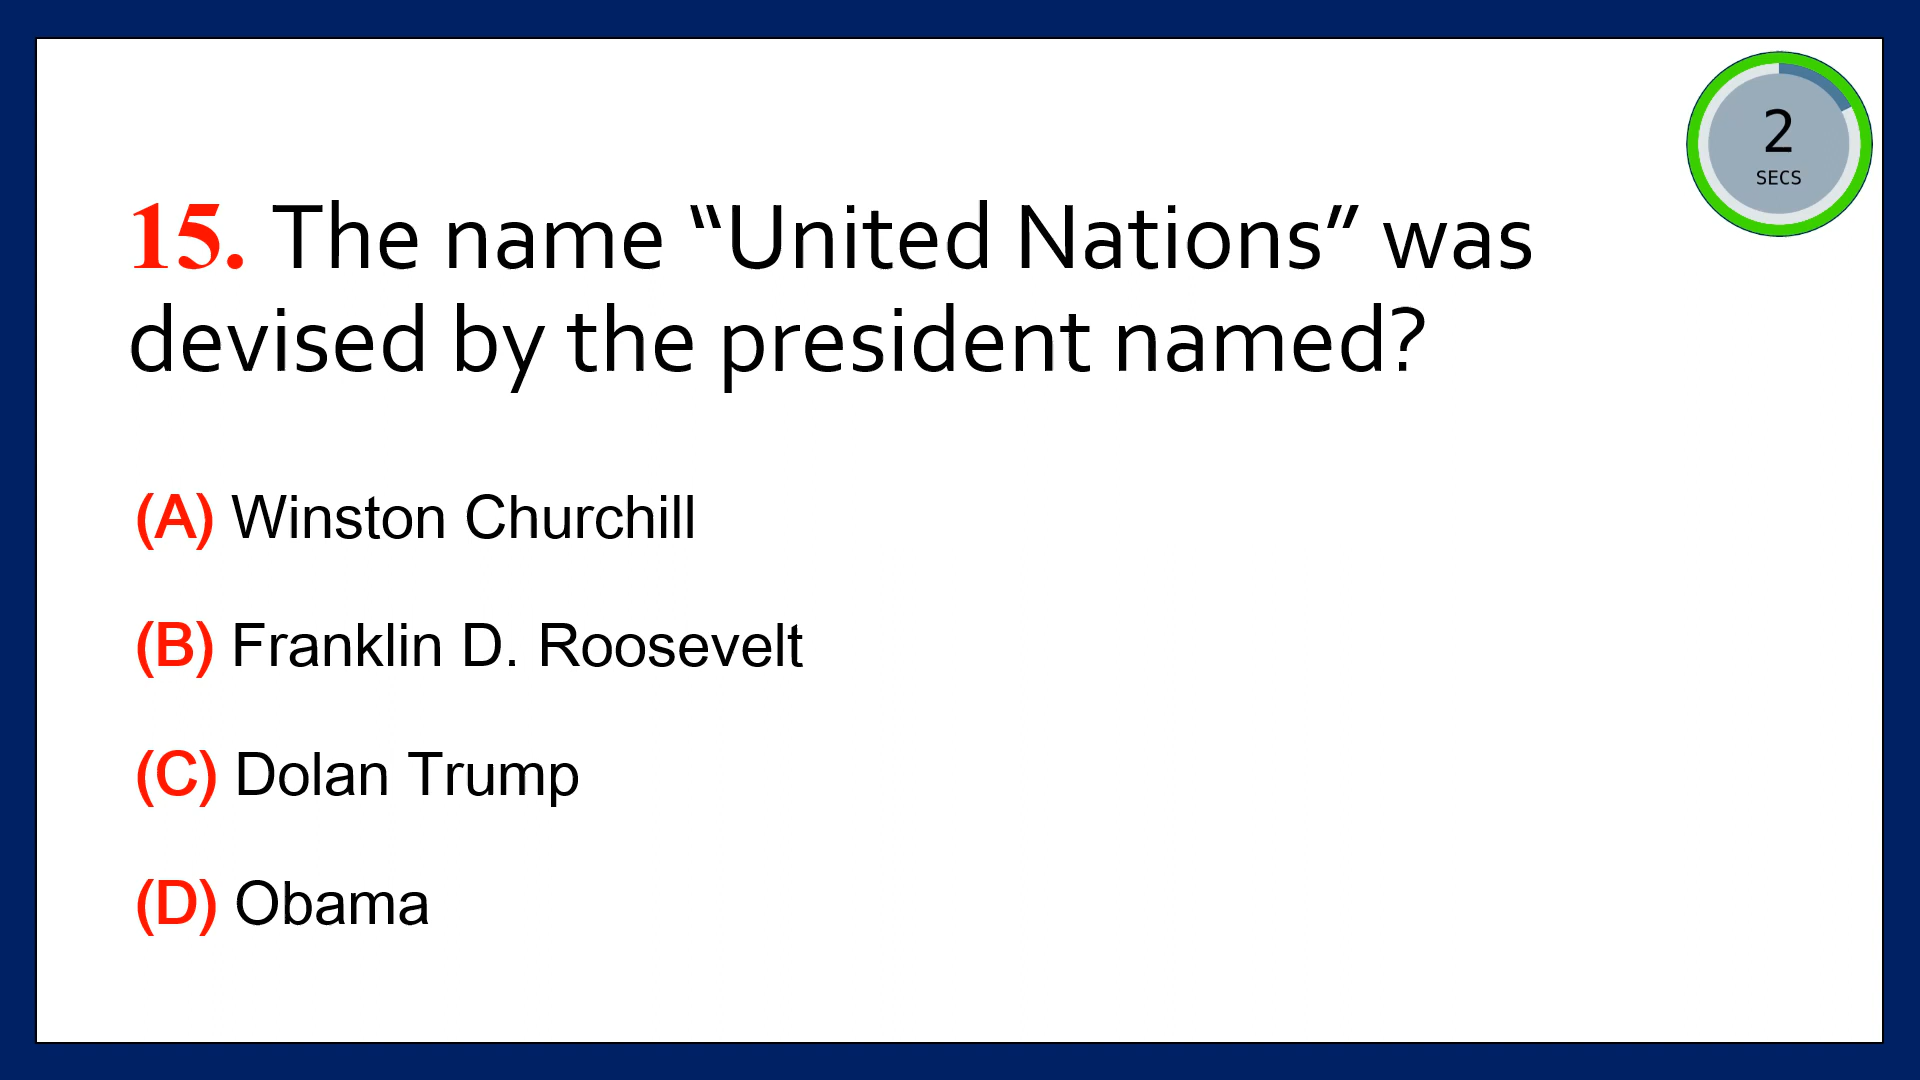 2
SECS
15. The name “United Nations” was
devised by the president named?
(A) Winston Churchill
(B) Franklin D. Roosevelt
(C) Dolan Trump
(D) Obama